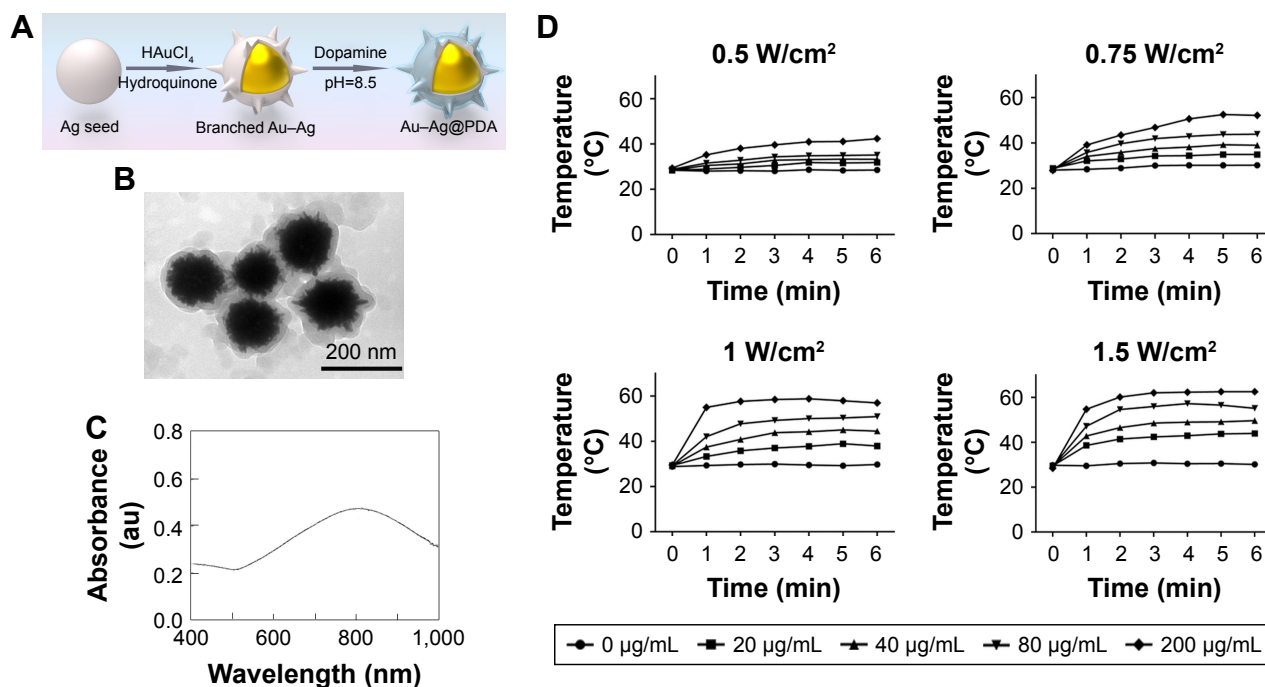 A
HAuCl4
Hydroquinone
Dopamine
pH=8.5
Ag seed
Branched Au–Ag
Au–Ag@PDA
B
200 nm
C
0.8
0.6
0.4
0.2
0.0
Absorbance
(au)
400
600
800
1,000
Wavelength (nm)
D
0.5 W/cm²
60
40
20
0
Temperature
(°C)
0 1 2 3 4 5 6
Time (min)
0.75 W/cm²
60
40
20
0
Temperature
(°C)
0 1 2 3 4 5 6
Time (min)
1 W/cm²
60
40
20
0
Temperature
(°C)
0 1 2 3 4 5 6
Time (min)
1.5 W/cm²
60
40
20
0
Temperature
(°C)
0 1 2 3 4 5 6
Time (min)
0 µg/mL 20 µg/mL 40 µg/mL 80 µg/mL 200 µg/mL